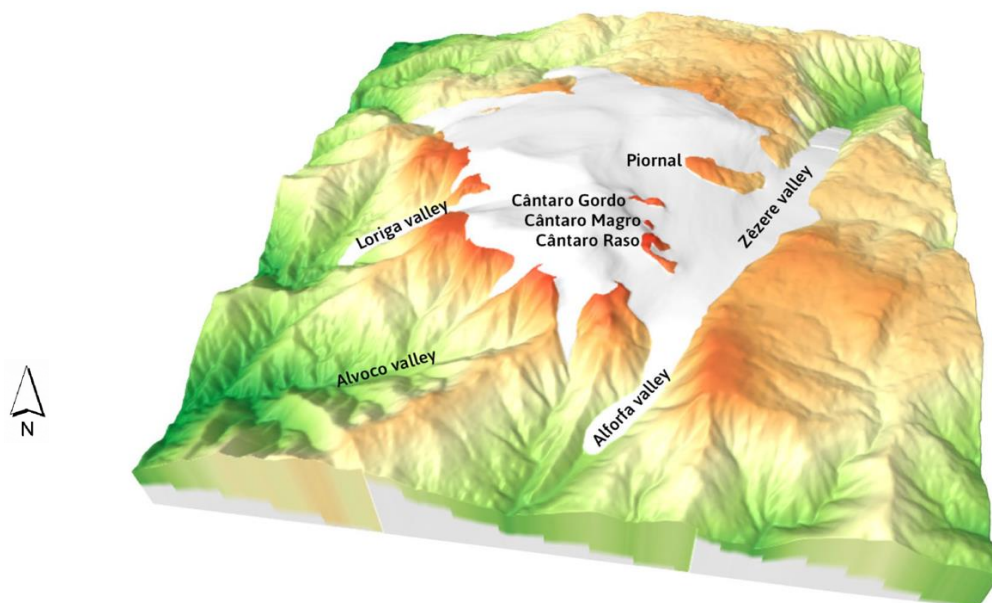 Piornal
Cântaro Gordo
Cântaro Magro
Cântaro Raso
Zêzere valley
Loriga valley
Alvoco valley
Alforfa valley
N